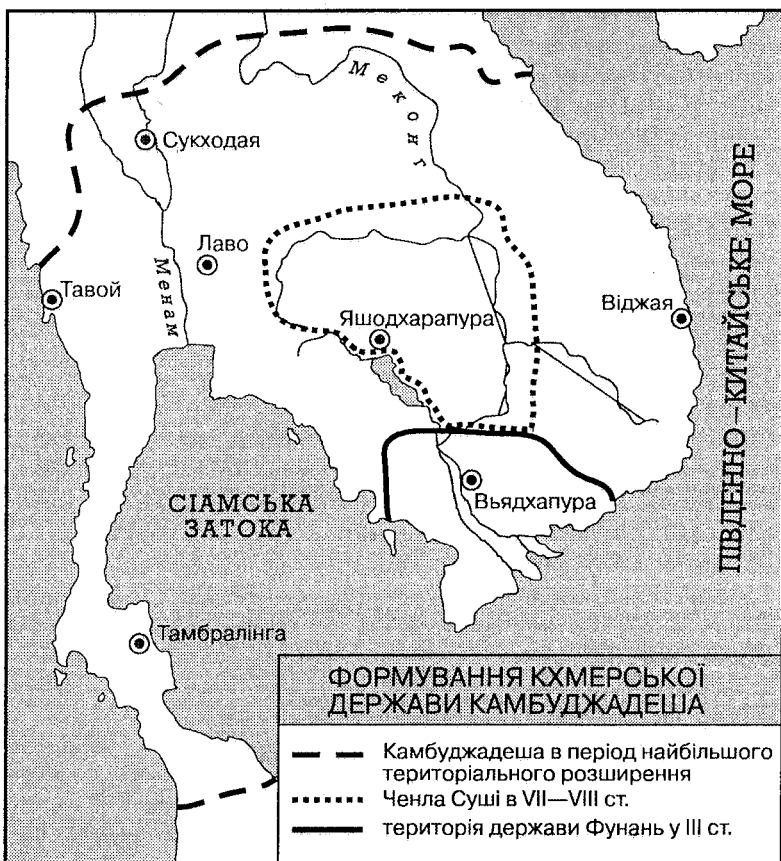 Меконг
Сукходая
Лаво
Менам
Тавой
Яшодхарапура
Віджая
ПІВДЕННО–КИТАЙСЬКЕ МОРЕ
СІАМСЬКА
ЗАТОКА
Вьядхапура
Тамбралінга
ФОРМУВАННЯ КХМЕРСЬКОЇ
ДЕРЖАВИ КАМБУДЖАДЕША
Камбуджадеша в період найбільшого
територіального розширення
Ченла Суші в VII—VIII ст.
територія держави Фунань у III ст.